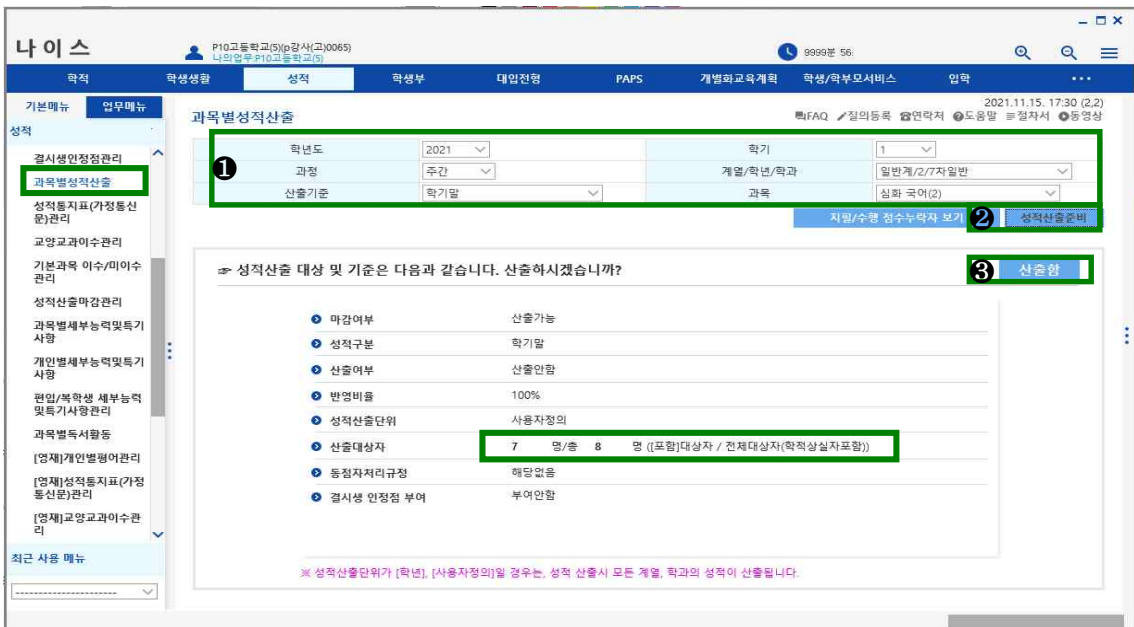 나이스
P10고등학교(5)(p강사(고)0065)
나의업무:P10고등학교(5)
9999분 56.
학적 학생생활 성적 학생부 대입전형 PAPS 개별화교육계획 학생/학부모서비스 입학 •••
기본메뉴 업무메뉴
성적
결시생인정점관리
과목별성적산출
성적통지표(가정통신
문)관리
교양교과이수관리
기본과목 이수/미이수
관리
성적산출마감관리
과목별세부능력및특기
사항
개인별세부능력및특기
사항
편입/복학생 세부능력
및특기사항관리
과목별독서활동
[영재]개인별평어관리
[영재]성적통지표(가정
통신문)관리
[영재]교양교과이수관
리
최근 사용 메뉴
----------------------
과목별성적산출
2021.11.15. 17:30 (2,2)
FAQ 질의등록 연락처 도움말 절차서 동영상
❶
학년도 2021 학기 1
과정 주간 계열/학년/학과 일반계/2/7차일반
산출기준 학기말 과목 심화 국어(2)
지필/수행 점수누락자 보기 ❷ 성적산출준비
☞ 성적산출 대상 및 기준은 다음과 같습니다. 산출하시겠습니까? ❸ 산출함
마감여부 산출가능
성적구분 학기말
산출여부 산출안함
반영비율 100%
성적산출단위 사용자정의
산출대상자 7 명/총 8 명 ([포함]대상자 / 전체대상자(학적상실자포함))
동점자처리규정 해당없음
결시생 인정점 부여 부여안함
※ 성적산출단위가 [학년], [사용자정의]일 경우는, 성적 산출시 모든 계열, 학과의 성적이 산출됩니다.